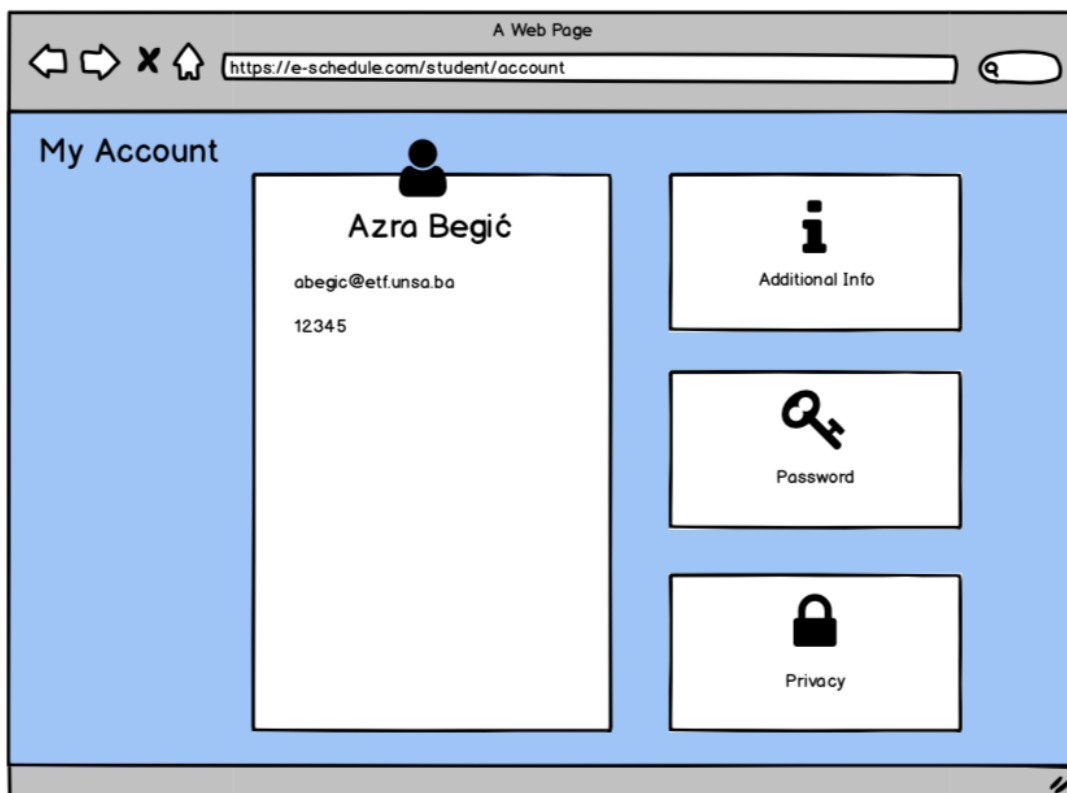 A Web Page
https://e-schedule.com/student/account
My Account
Azra Begić
abegic@etf.unsa.ba
12345
Additional Info
Password
Privacy